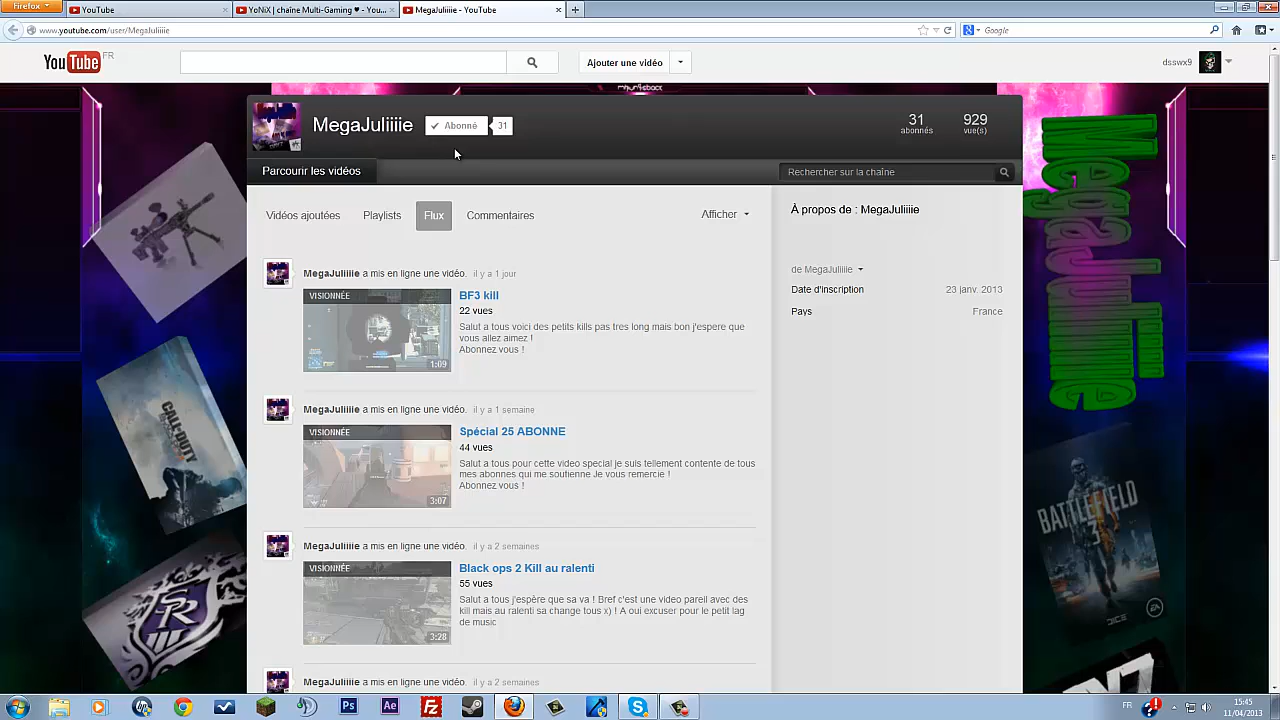 Firefox
YouTube
YoNiX | chaîne Multi-Gaming ♥ - You...
MegaJuliiiie - YouTube
www.youtube.com/user/MegaJuliiiie
Google
YouTube FR
Ajouter une vidéo
dsswx9
MegaJuliiiie
Abonné 31
31 abonnés
929 vue(s)
Parcourir les vidéos
Rechercher sur la chaîne
Vidéos ajoutées
Playlists
Flux
Commentaires
Afficher
À propos de : MegaJuliiiie
de MegaJuliiiie
Date d'inscription 23 janv. 2013
Pays France
MegaJuliiiie a mis en ligne une vidéo. il y a 1 jour
VISIONNÉE
1:09
BF3 kill
22 vues
Salut a tous voici des petits kills pas tres long mais bon j'espere que
vous allez aimez !
Abonnez vous !
MegaJuliiiie a mis en ligne une vidéo. il y a 1 semaine
VISIONNÉE
3:07
Spécial 25 ABONNE
44 vues
Salut a tous pour cette video special je suis tellement contente de tous
mes abonnes qui me soutienne Je vous remercie !
Abonnez vous !
MegaJuliiiie a mis en ligne une vidéo. il y a 2 semaines
VISIONNÉE
3:28
Black ops 2 Kill au ralenti
55 vues
Salut a tous j'espère que sa va ! Bref c'est une video pareil avec des
kill mais au ralenti sa change tous x) ! A oui excuser pour le petit lag
de music
MegaJuliiiie a mis en ligne une vidéo. il y a 2 semaines
MegaJuliiiie
CALL OF DUTY
BATTLEFIELD
3
DICE
EA
SR
Ps
Ae
FR
15:45
11/04/2013